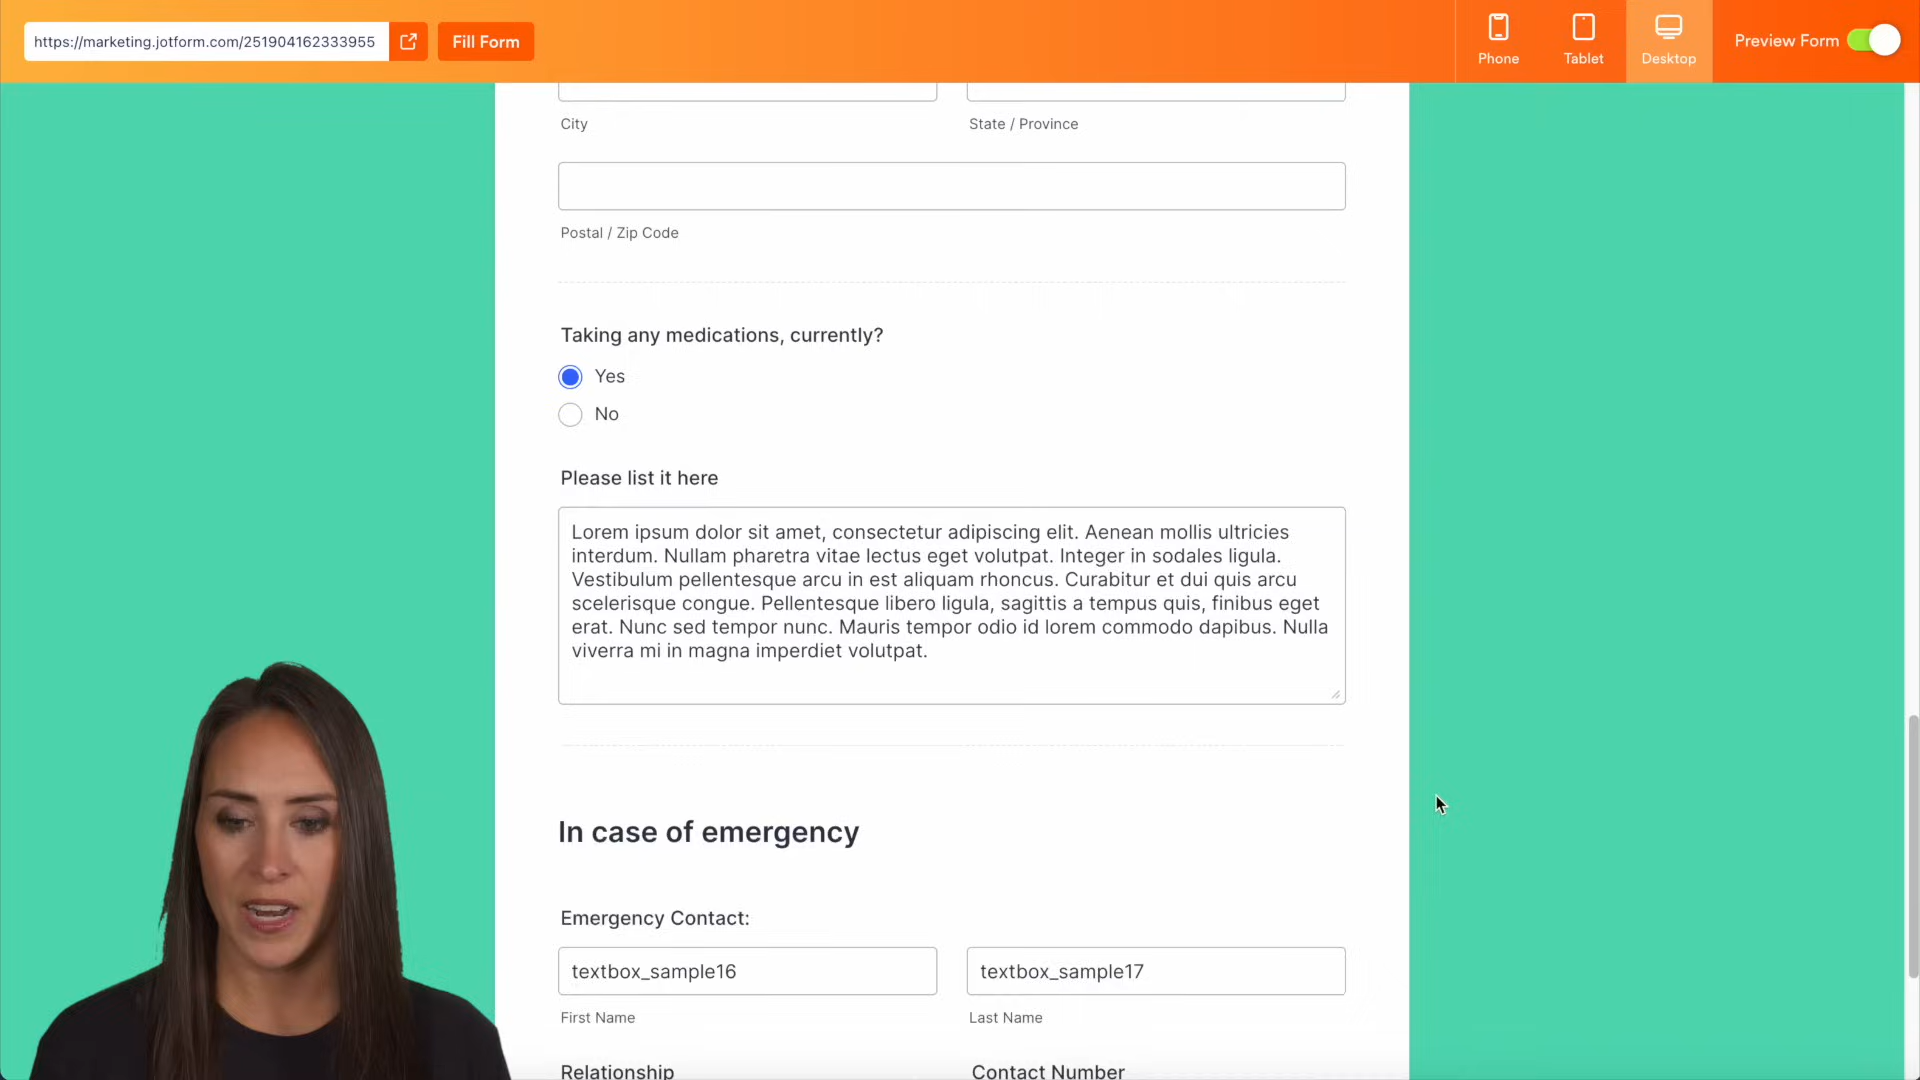 https://marketing.jotform.com/251904162333955
Fill Form
Phone
Tablet
Desktop
Preview Form
City
State / Province
Postal / Zip Code
Taking any medications, currently?
Yes
No
Please list it here
Lorem ipsum dolor sit amet, consectetur adipiscing elit. Aenean mollis ultricies
interdum. Nullam pharetra vitae lectus eget volutpat. Integer in sodales ligula.
Vestibulum pellentesque arcu in est aliquam rhoncus. Curabitur et dui quis arcu
scelerisque congue. Pellentesque libero ligula, sagittis a tempus quis, finibus eget
erat. Nunc sed tempor nunc. Mauris tempor odio id lorem commodo dapibus. Nulla
viverra mi in magna imperdiet volutpat.
In case of emergency
Emergency Contact:
textbox_sample16
textbox_sample17
First Name
Last Name
Relationship
Contact Number